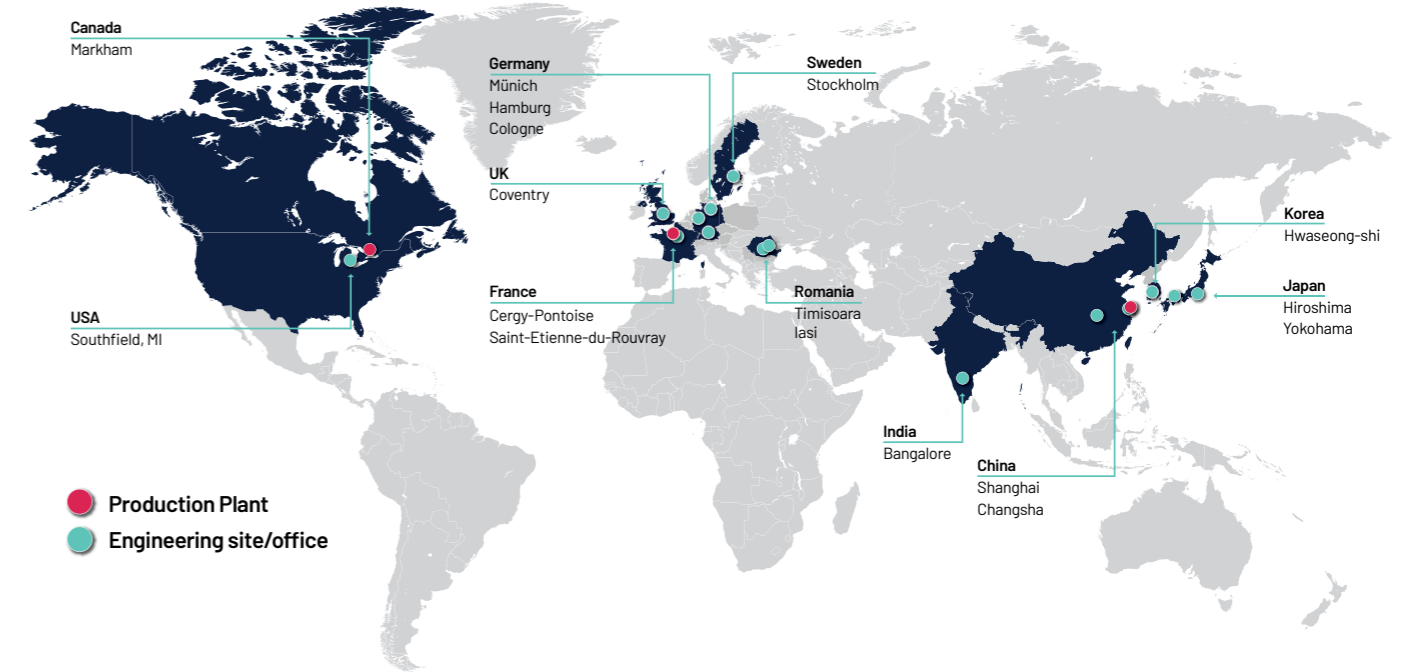 Canada
Markham
Germany
Münich
Hamburg
Cologne
Sweden
Stockholm
UK
Coventry
Korea
Hwaseong-shi
France
Cergy-Pontoise
Saint-Etienne-du-Rouvray
Romania
Timisoara
Iasi
Japan
Hiroshima
Yokohama
USA
Southfield, MI
India
Bangalore
China
Shanghai
Changsha
Production Plant
Engineering site/office